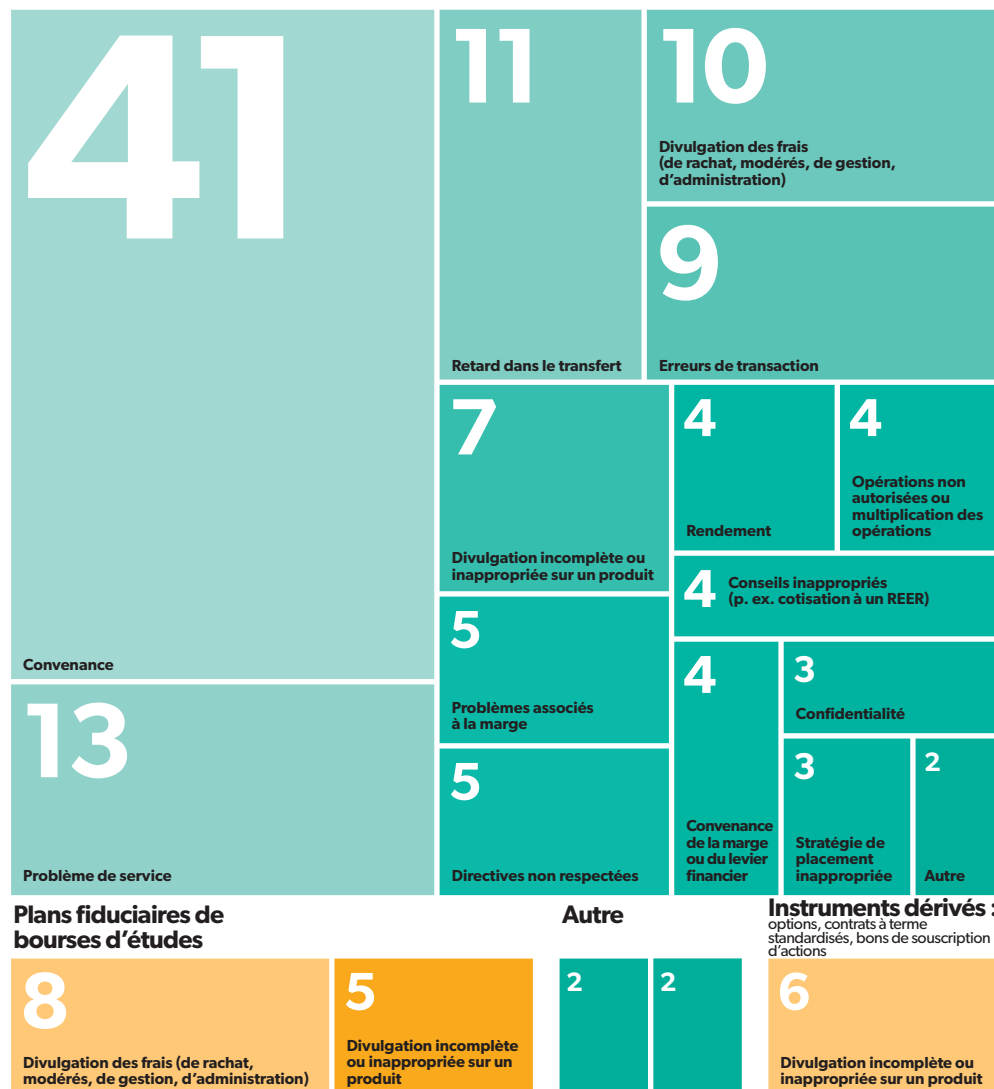 41
Convenance
13
Problème de service
11
Retard dans le transfert
10
Divulgation des frais
(de rachat, modérés, de gestion,
d’administration)
9
Erreurs de transaction
7
Divulgation incomplète ou
inappropriée sur un produit
4
Rendement
4
Opérations non
autorisées ou
multiplication des
opérations
4
Conseils inappropriés
(p. ex. cotisation à un REER)
5
Problèmes associés
à la marge
5
Directives non respectées
4
Convenance
de la marge
ou du levier
financier
3
Confidentialité
3
Stratégie de
placement
inappropriée
2
Autre
Plans fiduciaires de
bourses d’études
8
Divulgation des frais (de rachat,
modérés, de gestion, d’administration)
5
Divulgation incomplète
ou inappropriée sur un
produit
Autre
2
2
Instruments dérivés :
options, contrats à terme
standardisés, bons de souscription
d’actions
6
Divulgation incomplète ou
inappropriée sur un produit